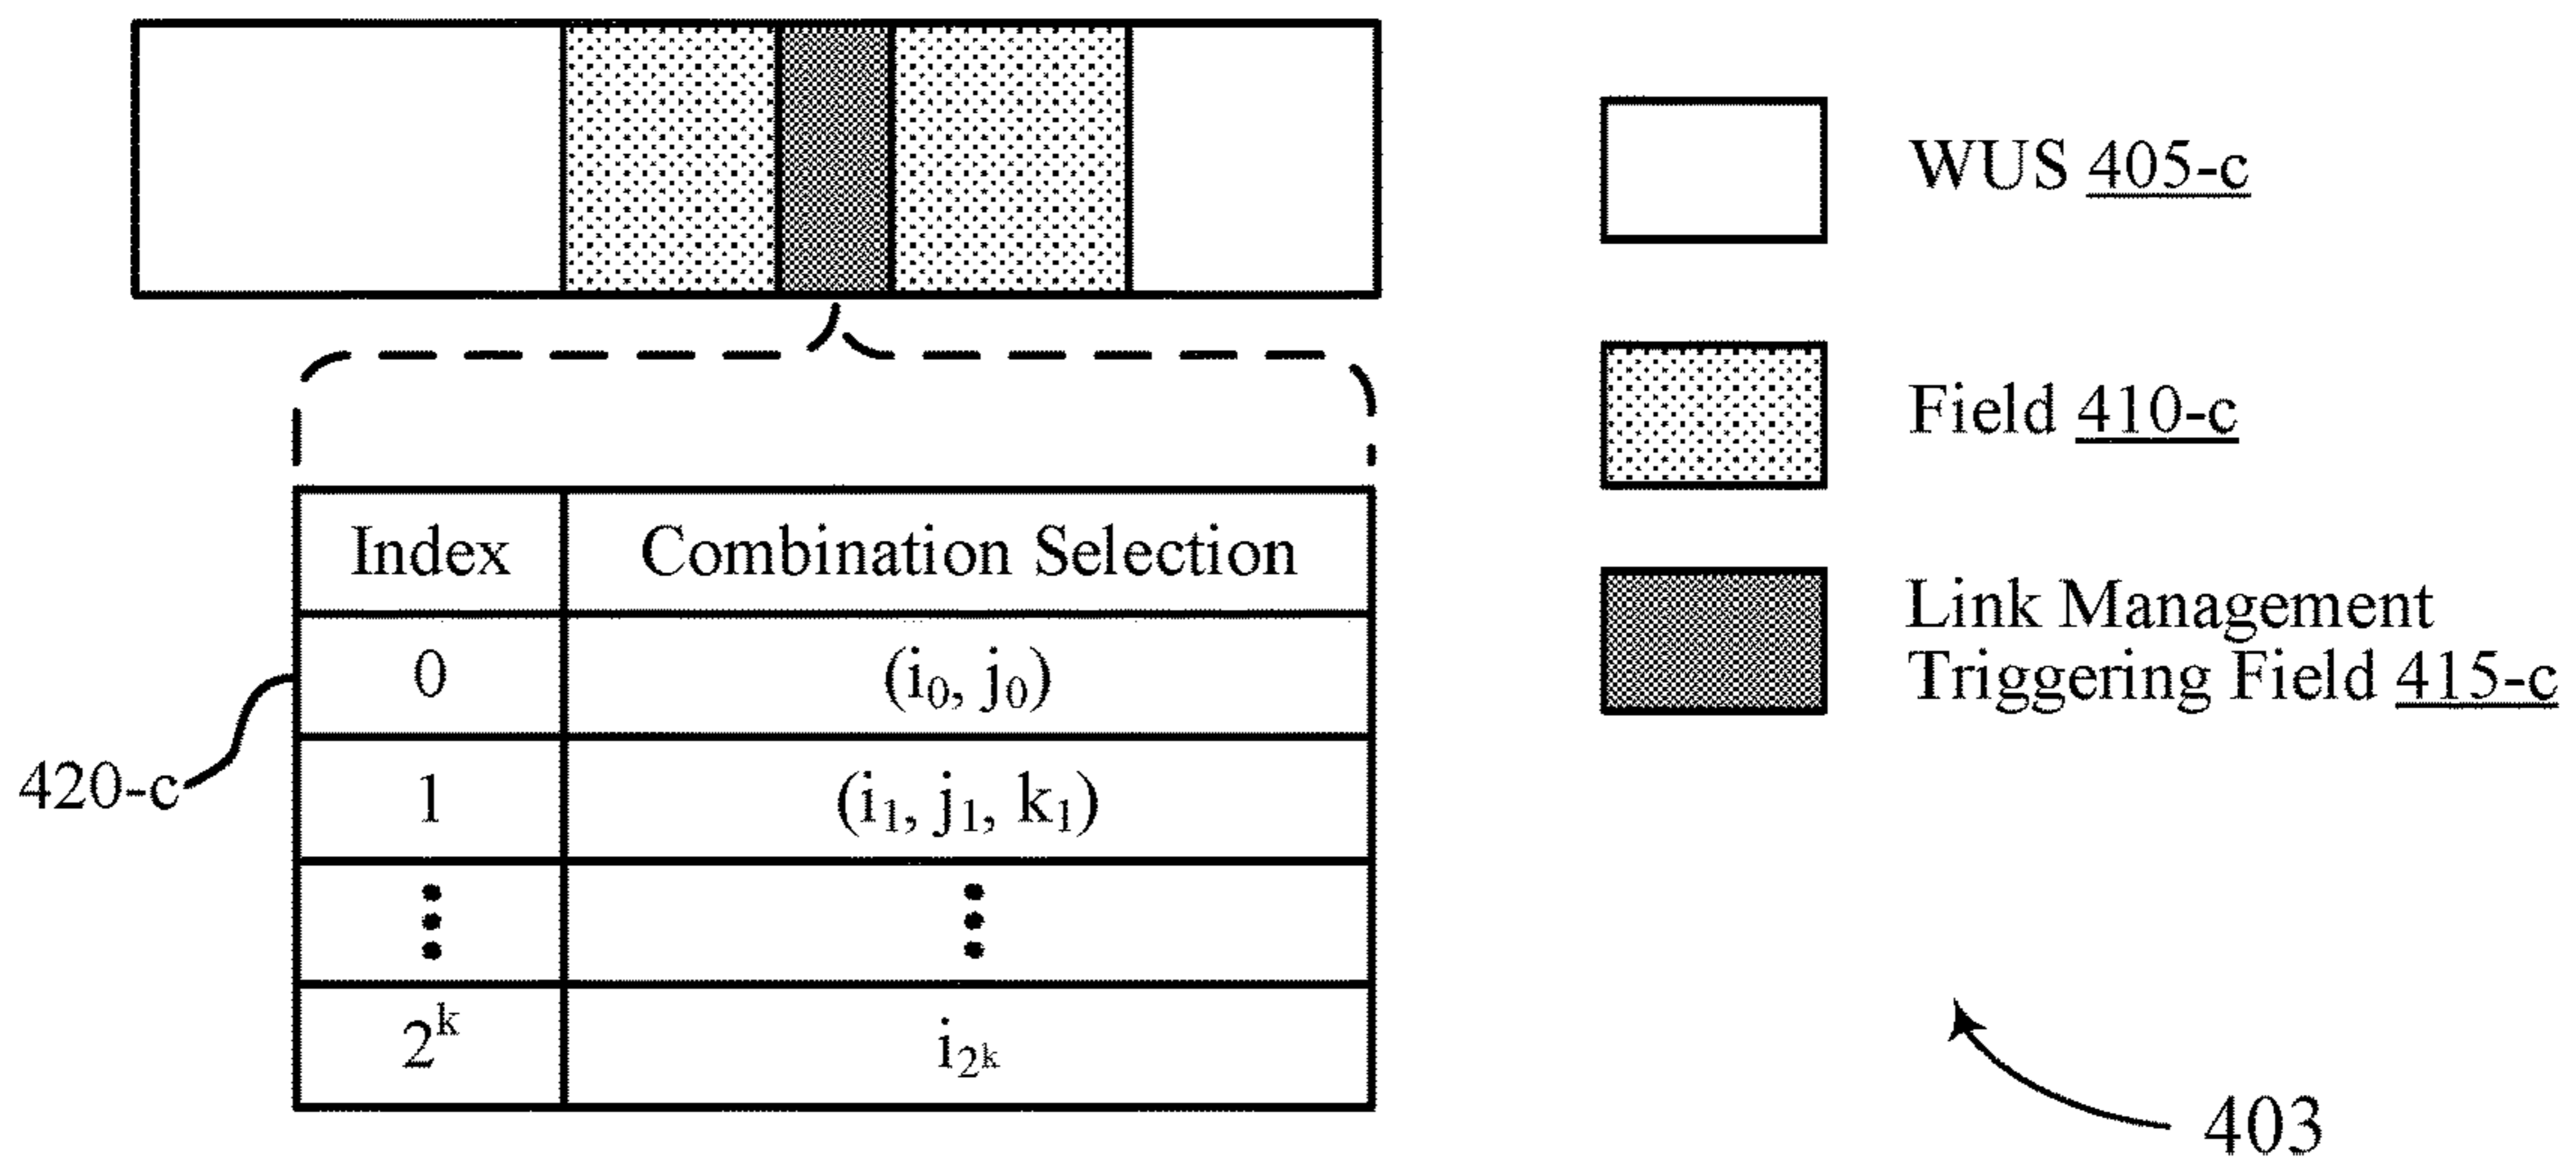 WUS 405-c
Field 410-c
Link Management
Triggering Field 415-c
Index Combination Selection
0 (i₀, j₀)
1 (i₁, j₁, k₁)
2ᵏ i₂ᵏ
420-c
403